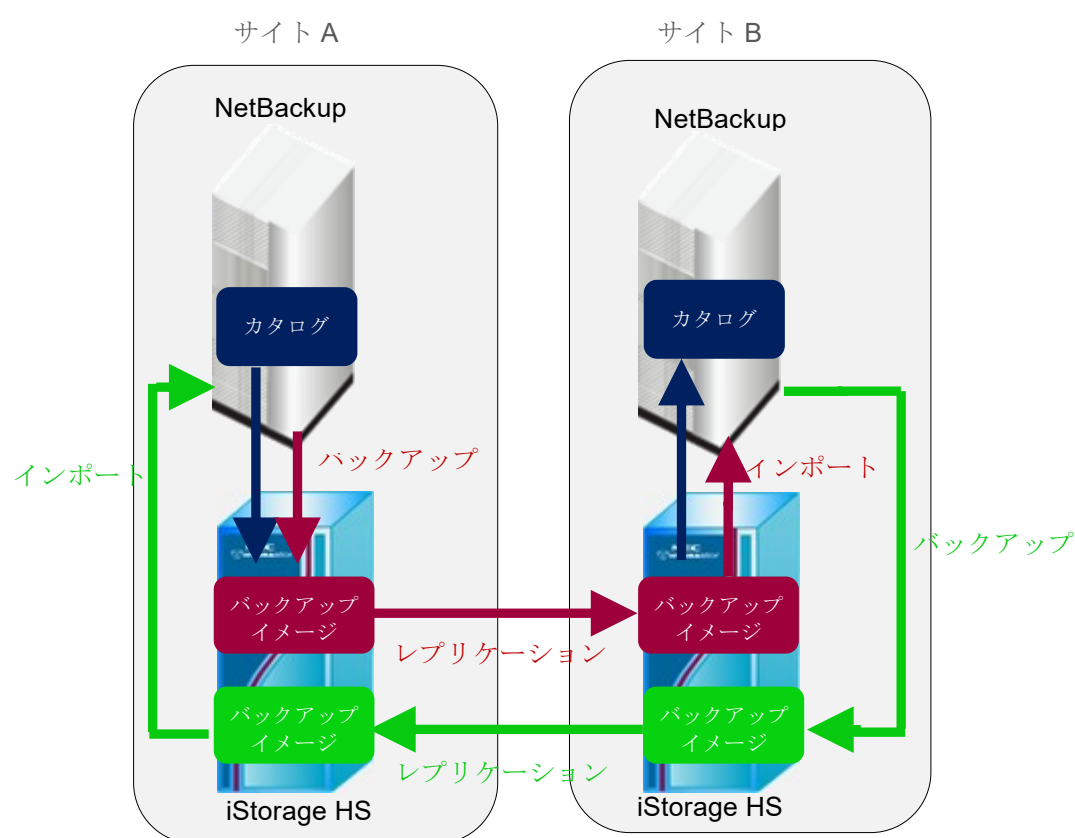 サイト A
サイト B
NetBackup
NetBackup
カタログ
カタログ
バックアップ
インポート
インポート
バックアップ
バックアップ
イメージ
バックアップ
イメージ
レプリケーション
バックアップ
イメージ
バックアップ
イメージ
レプリケーション
iStorage HS
iStorage HS